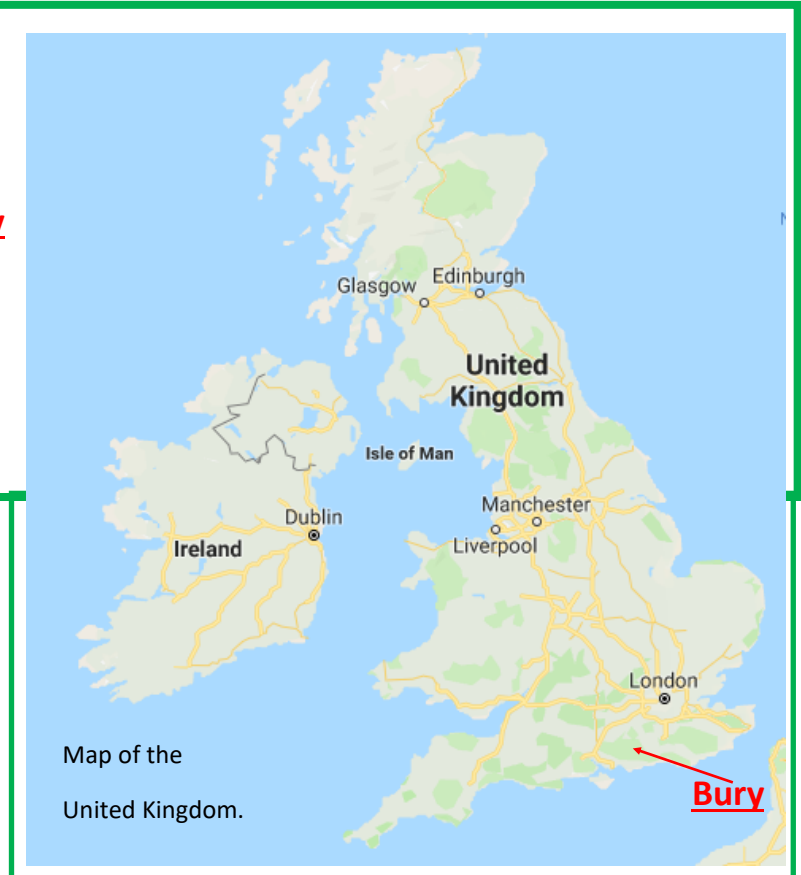 Glasgow
Edinburgh
United
Kingdom
Isle of Man
Manchester
Dublin
Liverpool
Ireland
London
Map of the
United Kingdom.
Bury